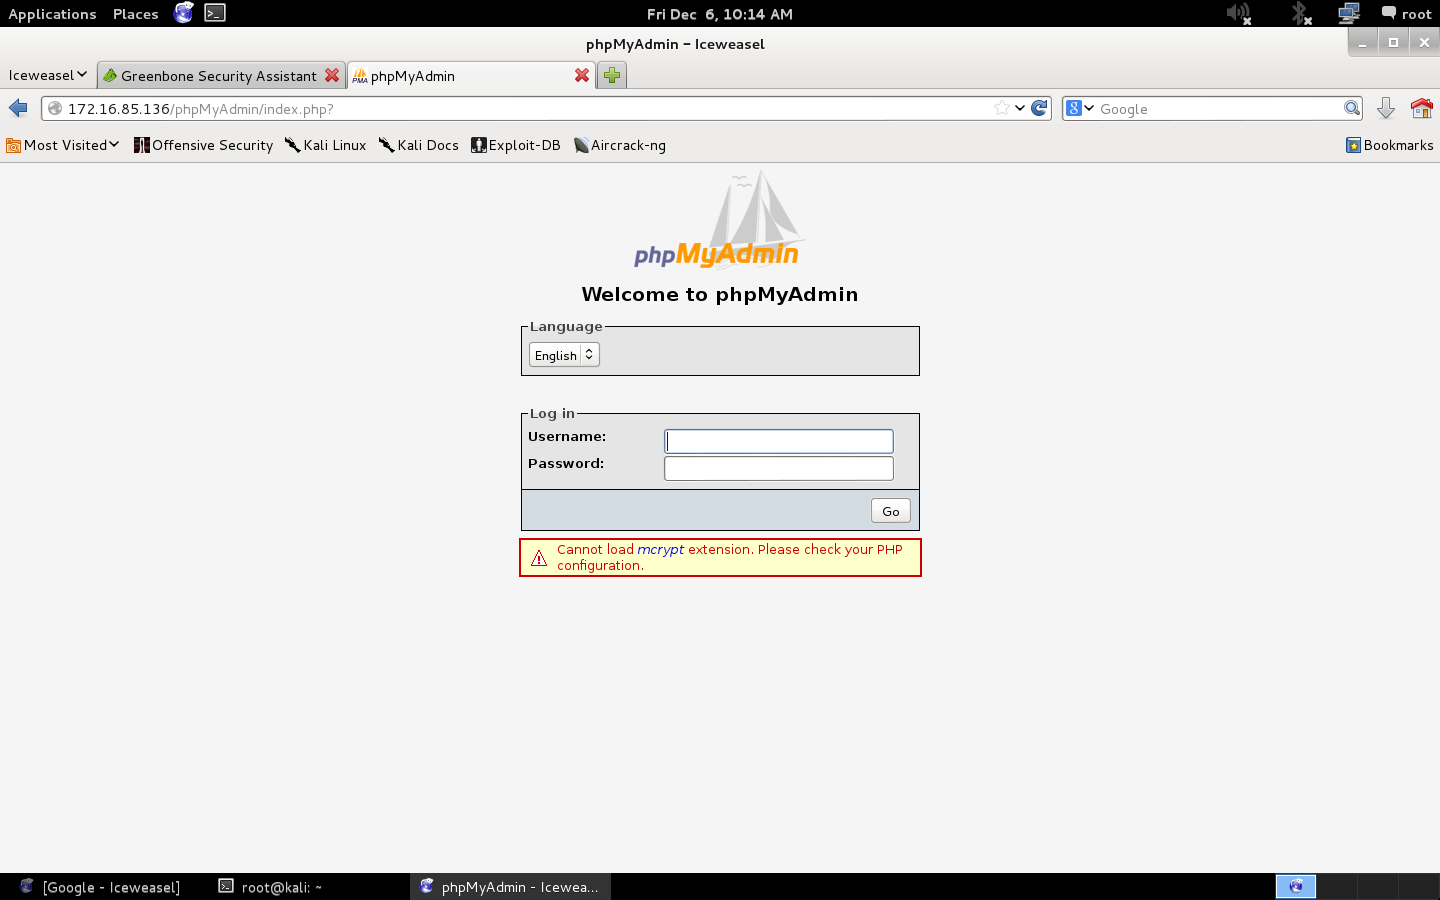 Applications Places Fri Dec 6, 10:14 AM root
phpMyAdmin - Iceweasel
Iceweasel Greenbone Security Assistant PMA phpMyAdmin
172.16.85.136/phpMyAdmin/index.php? 8 Google
Most Visited Offensive Security Kali Linux Kali Docs Exploit-DB Aircrack-ng Bookmarks
phpMyAdmin
Welcome to phpMyAdmin
Language
English
Log in
Username:
Password:
Go
Cannot load mcrypt extension. Please check your PHP
configuration.
[Google - Iceweasel] root@kali: ~ phpMyAdmin - Icewea...